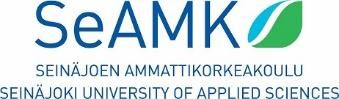 SeAMK
SEINÄJOEN AMMATTIKORKEAKOULU
SEINÄJOKI UNIVERSITY OF APPLIED SCIENCES